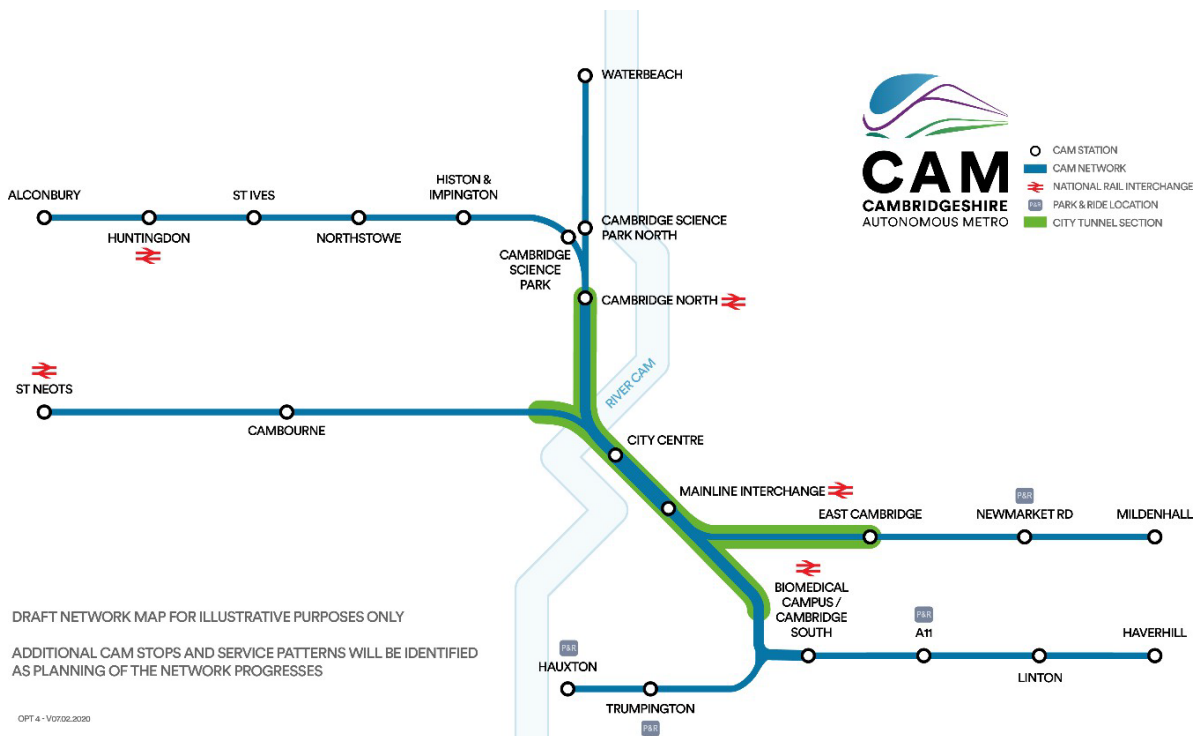 WATERBEACH
CAM
CAMBRIDGESHIRE
AUTONOMOUS METRO
CAM STATION
CAM NETWORK
NATIONAL RAIL INTERCHANGE
P&R PARK & RIDE LOCATION
CITY TUNNEL SECTION
ALCONBURY
HUNTINGDON
ST IVES
NORTHSTOWE
HISTON &
IMPINGTON
CAMBRIDGE
SCIENCE
PARK
CAMBRIDGE SCIENCE
PARK NORTH
CAMBRIDGE NORTH
RIVER CAM
ST NEOTS
CAMBOURNE
CITY CENTRE
MAINLINE INTERCHANGE
EAST CAMBRIDGE
P&R
NEWMARKET RD
MILDENHALL
BIOMEDICAL
CAMPUS /
CAMBRIDGE
SOUTH
P&R
A11
LINTON
HAVERHILL
P&R
HAUXTON
TRUMPINGTON
P&R
DRAFT NETWORK MAP FOR ILLUSTRATIVE PURPOSES ONLY
ADDITIONAL CAM STOPS AND SERVICE PATTERNS WILL BE IDENTIFIED
AS PLANNING OF THE NETWORK PROGRESSES
OPT 4 - V07.02.2020